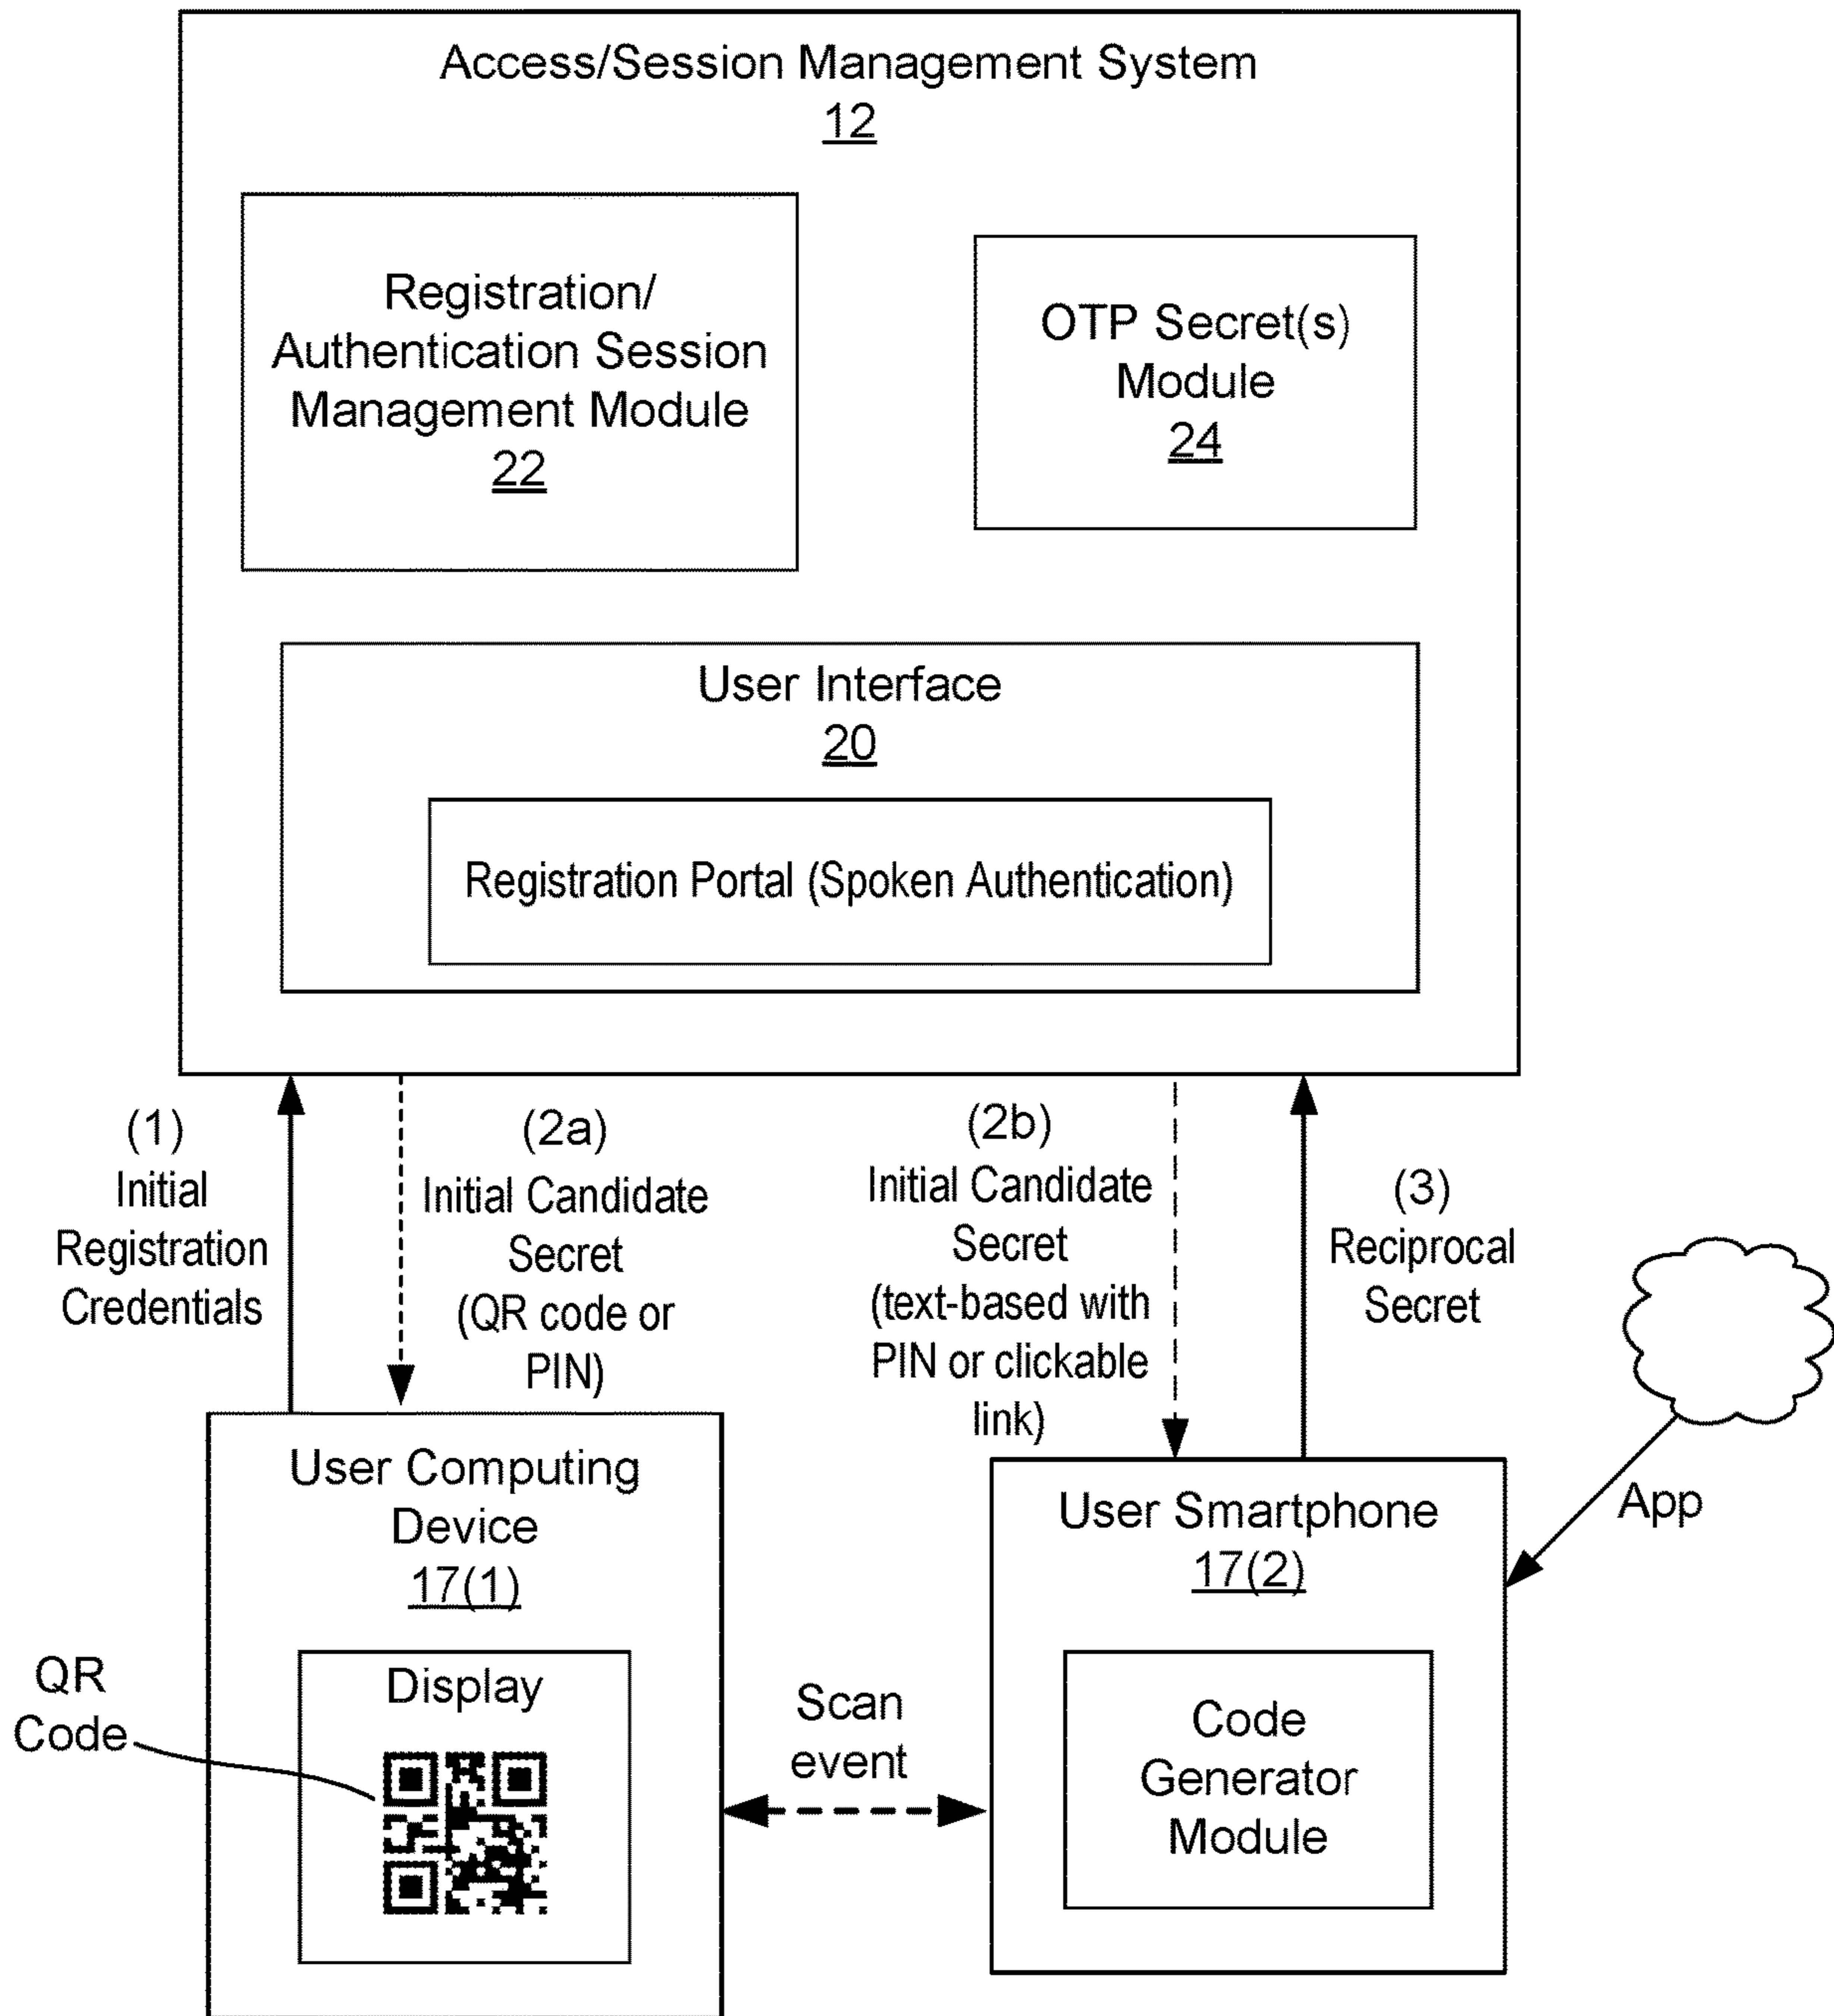 Access/Session Management System
12
Registration/
Authentication Session
Management Module
22
OTP Secret(s)
Module
24
User Interface
20
Registration Portal (Spoken Authentication)
(1)
Initial
Registration
Credentials
(2a)
Initial Candidate
Secret
(QR code or
PIN)
(2b)
Initial Candidate
Secret
(text-based with
PIN or clickable
link)
(3)
Reciprocal
Secret
App
User Computing
Device
17(1)
Display
QR
Code
Scan
event
User Smartphone
17(2)
Code
Generator
Module